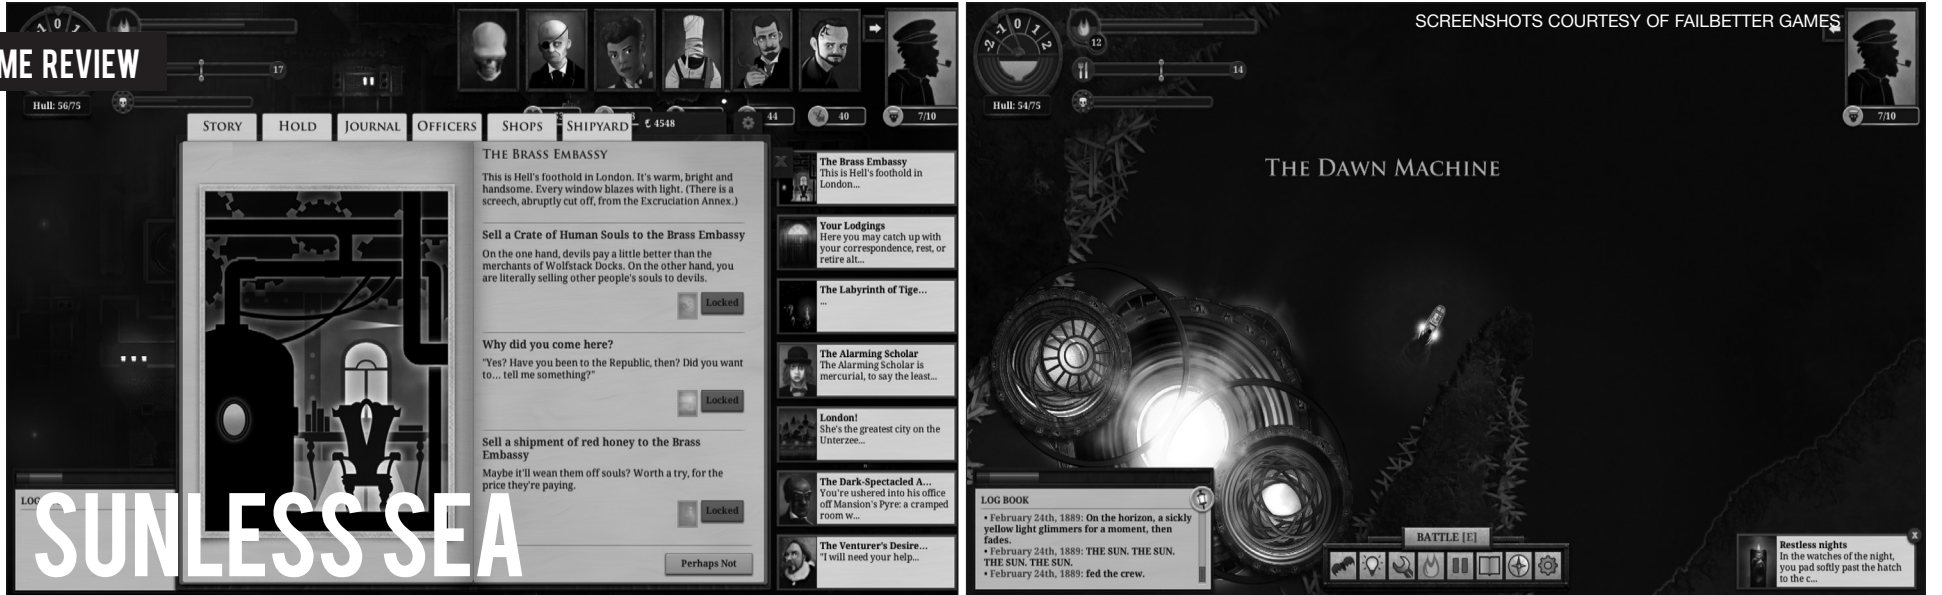 ME REVIEW
SUNLESS SEA
-1 0 1
17
Hull: 56/75
4548
44
40
7/10
STORY
HOLD
JOURNAL
OFFICERS
SHOPS
SHIPYARD
THE BRASS EMBASSY
This is Hell's foothold in London. It's warm, bright and
handsome. Every window blazes with light. (There is a
screech, abruptly cut off, from the Excruciation Annex.)
Sell a Crate of Human Souls to the Brass Embassy
On the one hand, devils pay a little better than the
merchants of Wolfstack Docks. On the other hand, you
are literally selling other people's souls to devils.
Locked
Why did you come here?
"Yes? Have you been to the Republic, then? Did you want
to... tell me something?"
Locked
Sell a shipment of red honey to the Brass
Embassy
Maybe it'll wean them off souls? Worth a try, for the
price they're paying.
Locked
Perhaps Not
X
The Brass Embassy
This is Hell's foothold in
London...
Your Lodgings
Here you may catch up with
your correspondence, rest, or
retire alt...
The Labyrinth of Tige...
...
The Alarming Scholar
The Alarming Scholar is
mercurial, to say the least...
London!
She's the greatest city on the
Unterzee...
The Dark-Spectacled A...
You're ushered into his office
off Mansion's Pyre: a cramped
room w...
The Venturer's Desire...
"I will need your help...
LOG
SCREENSHOTS COURTESY OF FAILBETTER GAMES
-2 -1 0 1 2
12
14
Hull: 54/75
7/10
THE DAWN MACHINE
LOG BOOK
• February 24th, 1889: On the horizon, a sickly
yellow light glimmers for a moment, then
fades.
• February 24th, 1889: THE SUN. THE SUN.
THE SUN. THE SUN.
• February 24th, 1889: fed the crew.
BATTLE [E]
Restless nights
In the watches of the night,
you pad softly past the hatch
to the c...
X